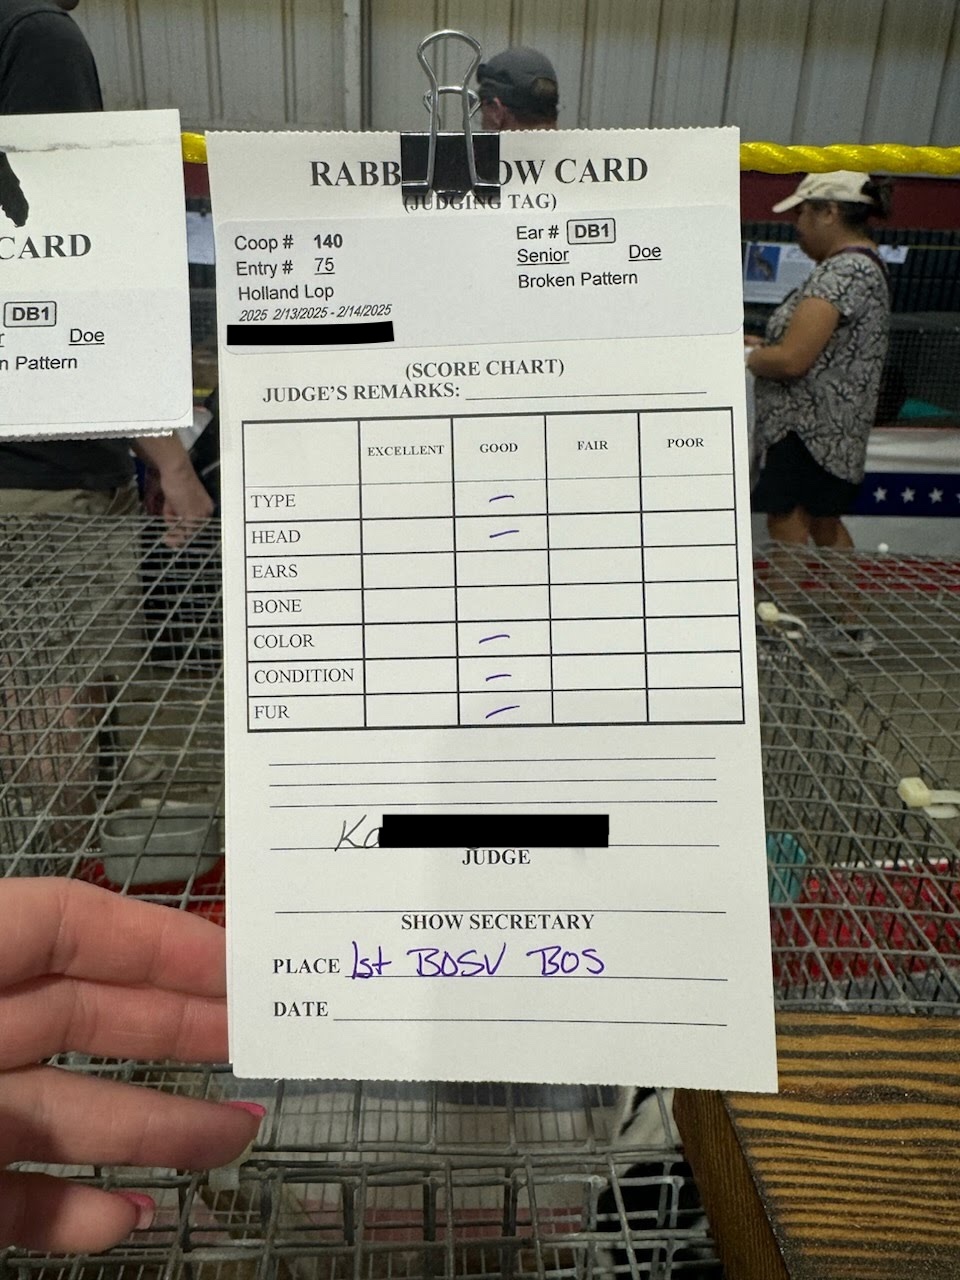 CARD
DB1
Doe
n Pattern
RABB OW CARD
(JUDGING TAG)
Coop # 140
Ear # DB1
Entry # 75
Senior Doe
Holland Lop
Broken Pattern
2025 2/13/2025 - 2/14/2025
(SCORE CHART)
JUDGE'S REMARKS:
EXCELLENT GOOD FAIR POOR
TYPE
HEAD
EARS
BONE
COLOR
CONDITION
FUR
Ka
JUDGE
SHOW SECRETARY
PLACE 1st BOSV BOS
DATE